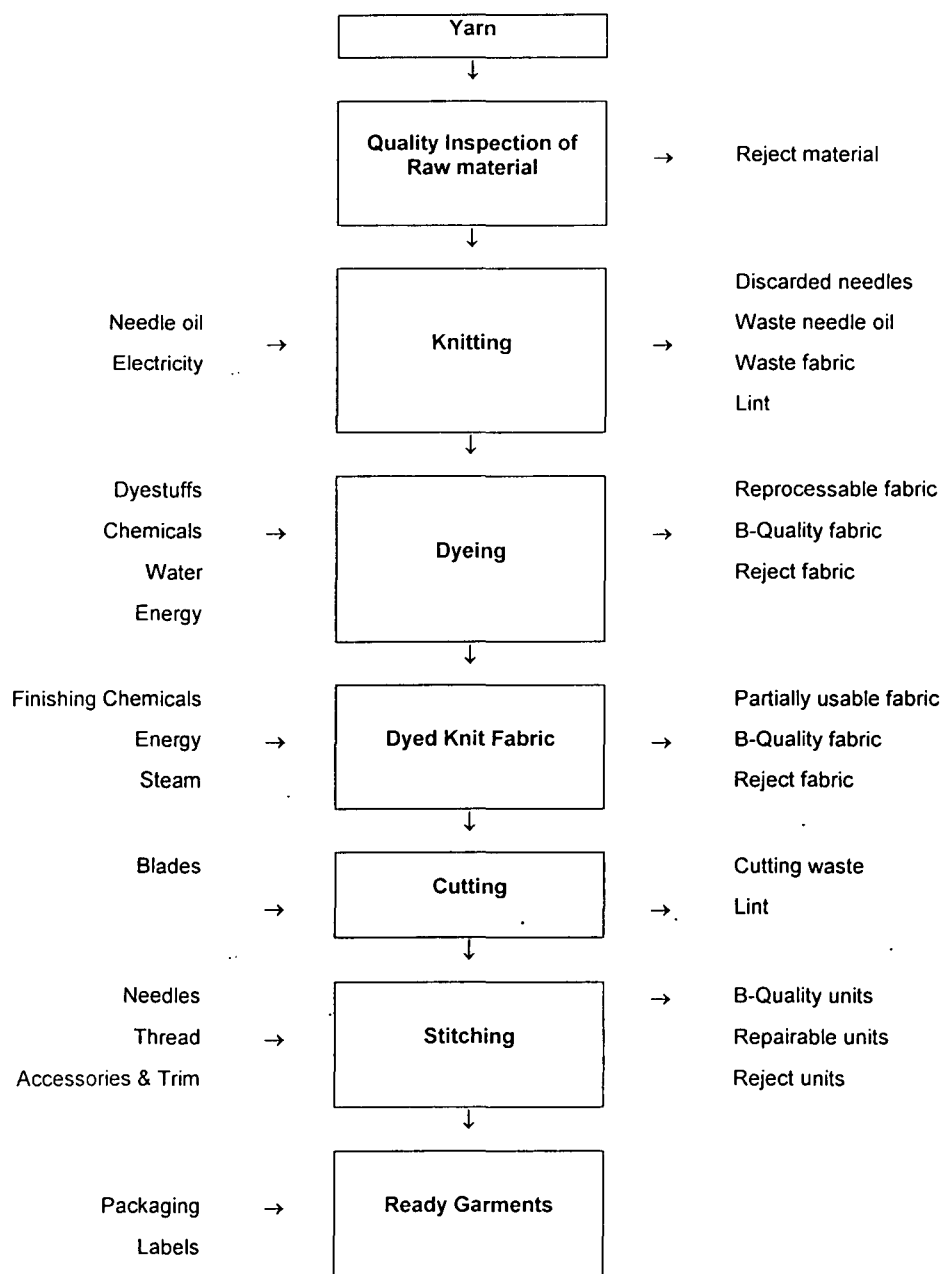 Yarn
↓
Quality Inspection of
Raw material
→
Reject material
↓
Needle oil
Electricity
→
Knitting
→
Discarded needles
Waste needle oil
Waste fabric
Lint
↓
Dyestuffs
Chemicals
Water
Energy
→
Dyeing
→
Reprocessable fabric
B-Quality fabric
Reject fabric
↓
Finishing Chemicals
Energy
Steam
→
Dyed Knit Fabric
→
Partially usable fabric
B-Quality fabric
Reject fabric
↓
Blades
→
Cutting
→
Cutting waste
Lint
↓
Needles
Thread
Accessories & Trim
→
Stitching
→
B-Quality units
Repairable units
Reject units
↓
Packaging
Labels
→
Ready Garments